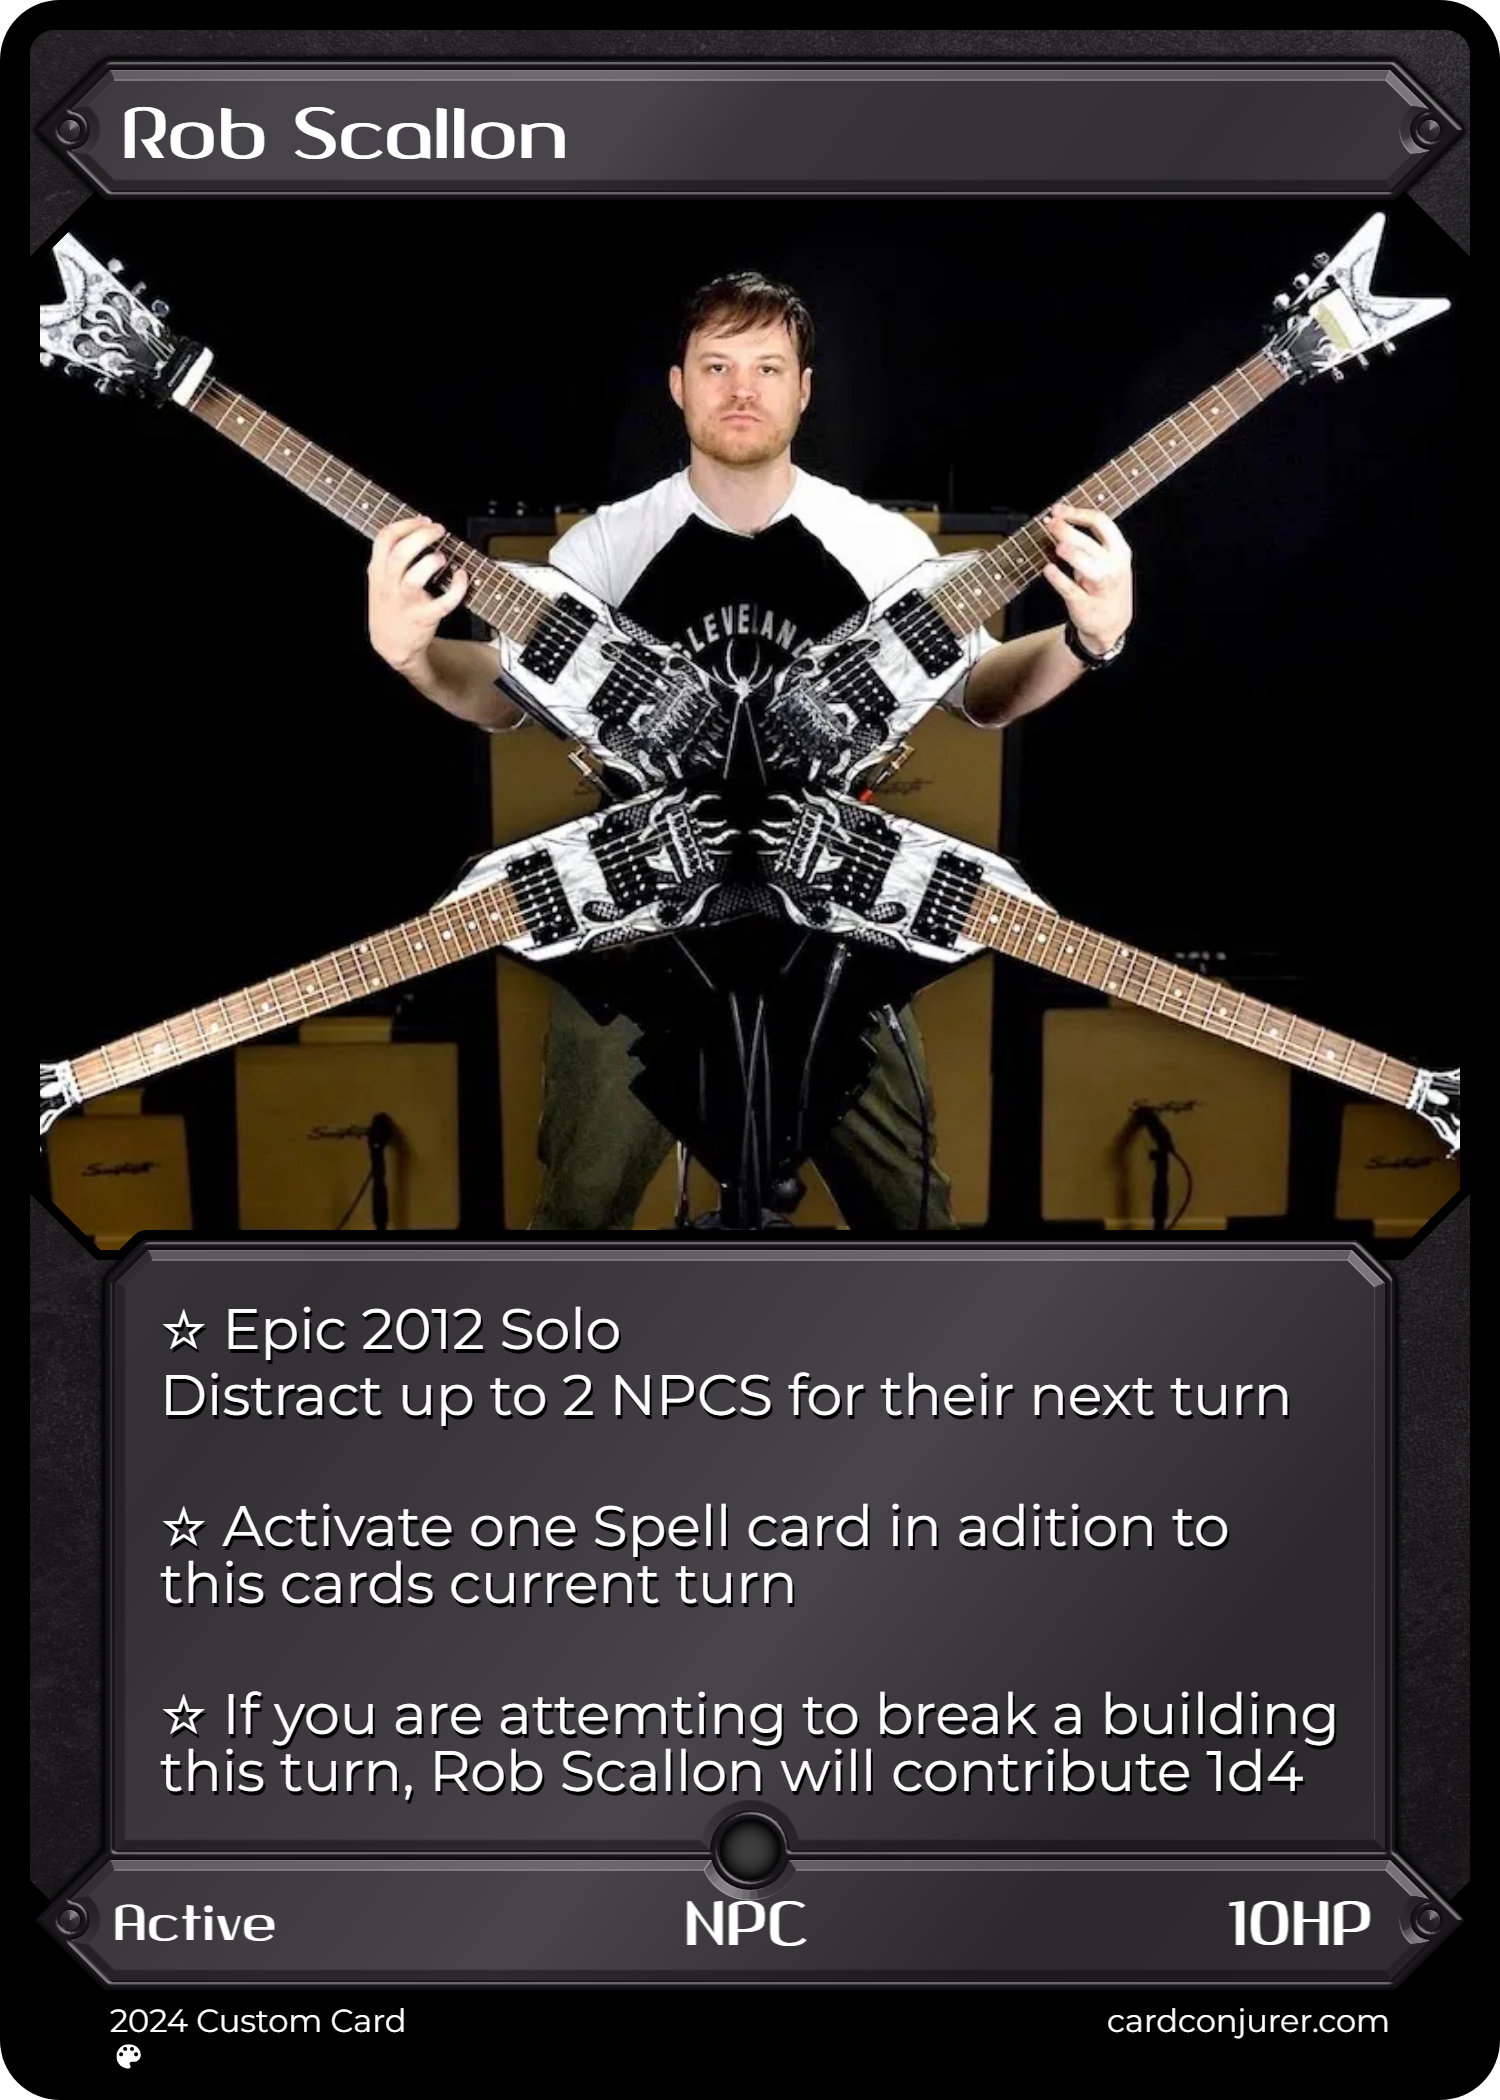 Rob Scallon
CLEVELAND
☆ Epic 2012 Solo
Distract up to 2 NPCS for their next turn
☆ Activate one Spell card in adition to
this cards current turn
☆ If you are attemting to break a building
this turn, Rob Scallon will contribute 1d4
Active
NPC
10HP
2024 Custom Card
cardconjurer.com